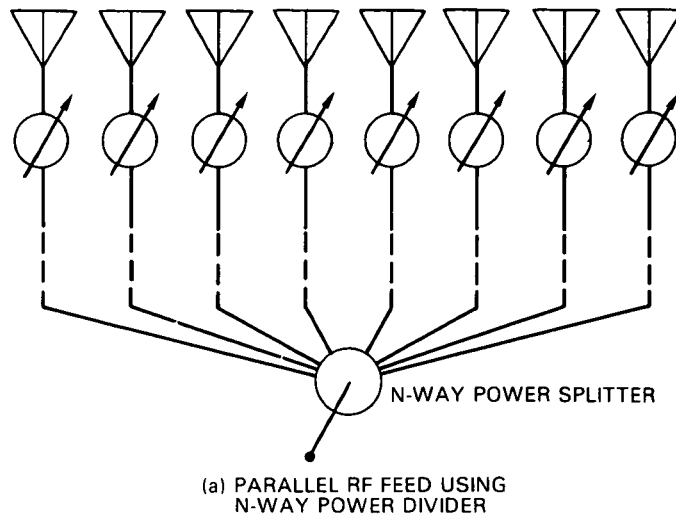 N-WAY POWER SPLITTER
(a) PARALLEL RF FEED USING
N-WAY POWER DIVIDER